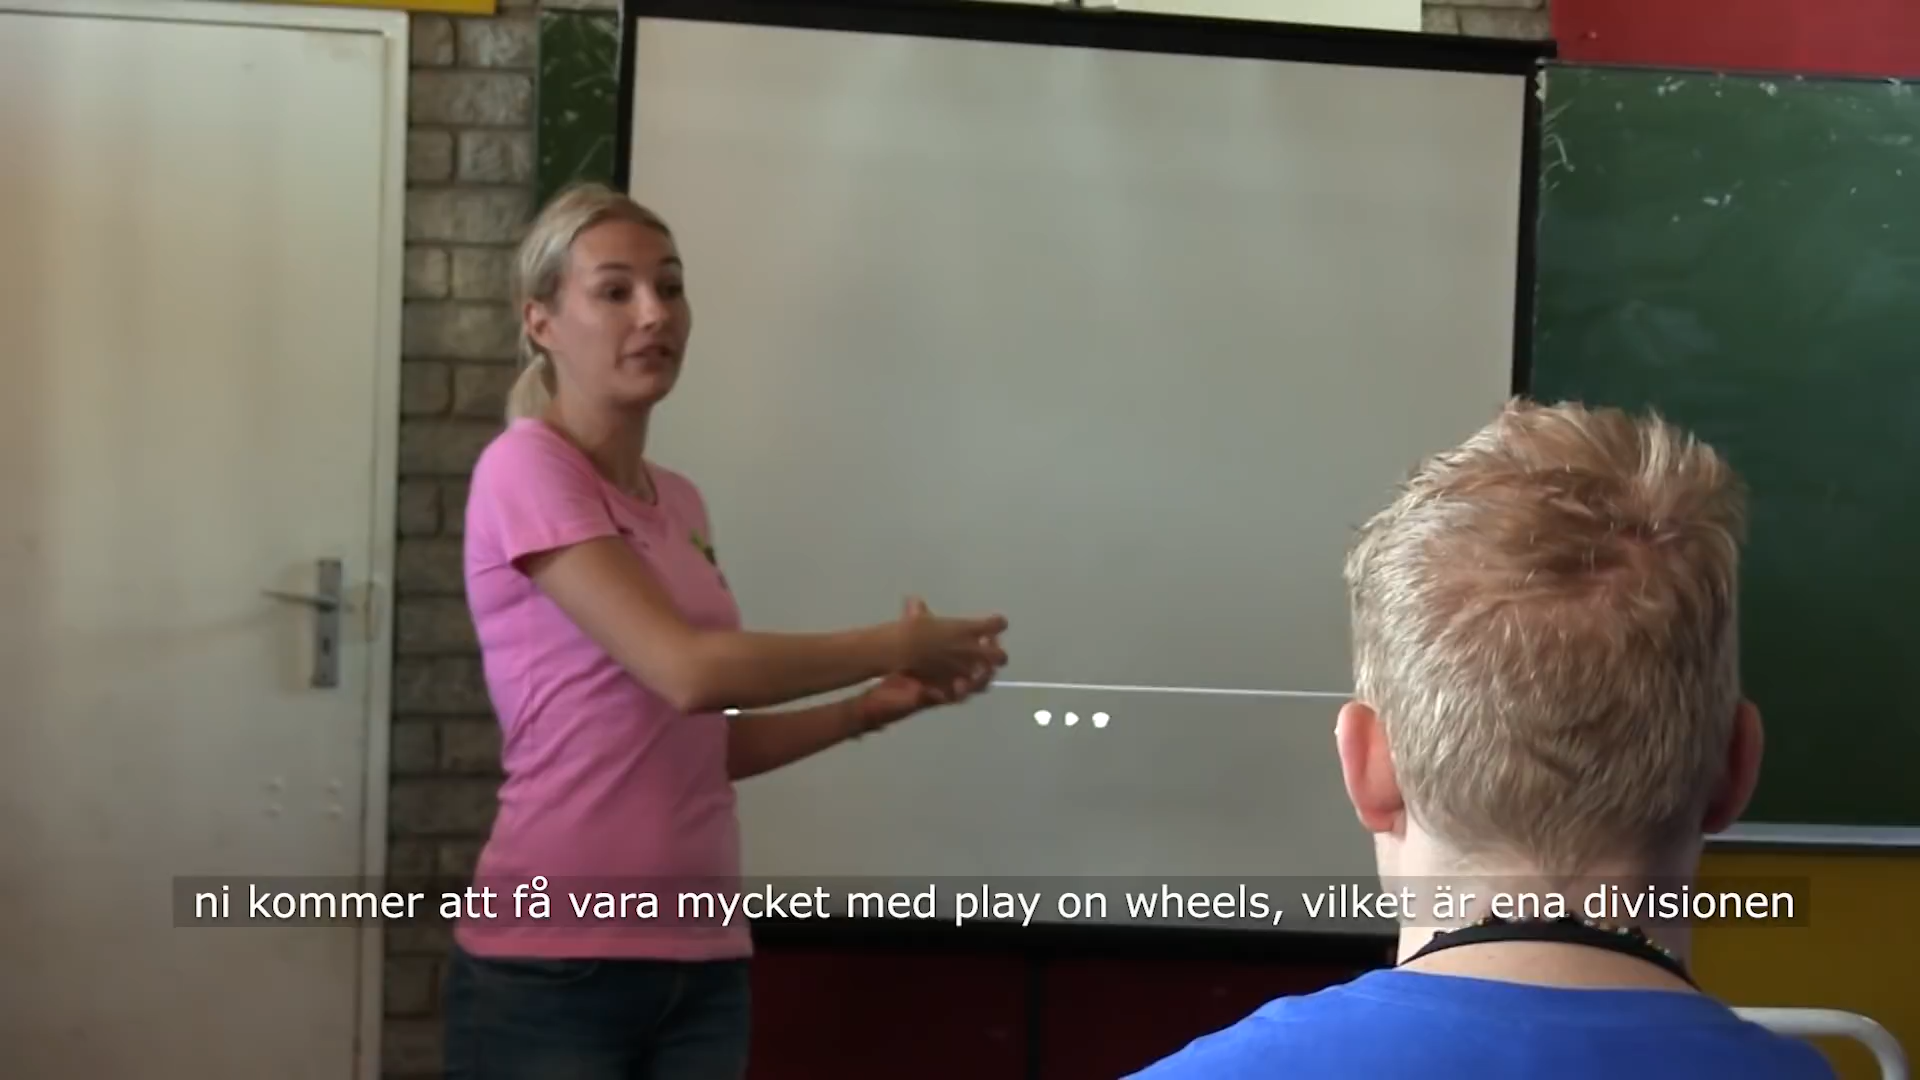 ni kommer att få vara mycket med play on wheels, vilket är ena divisionen